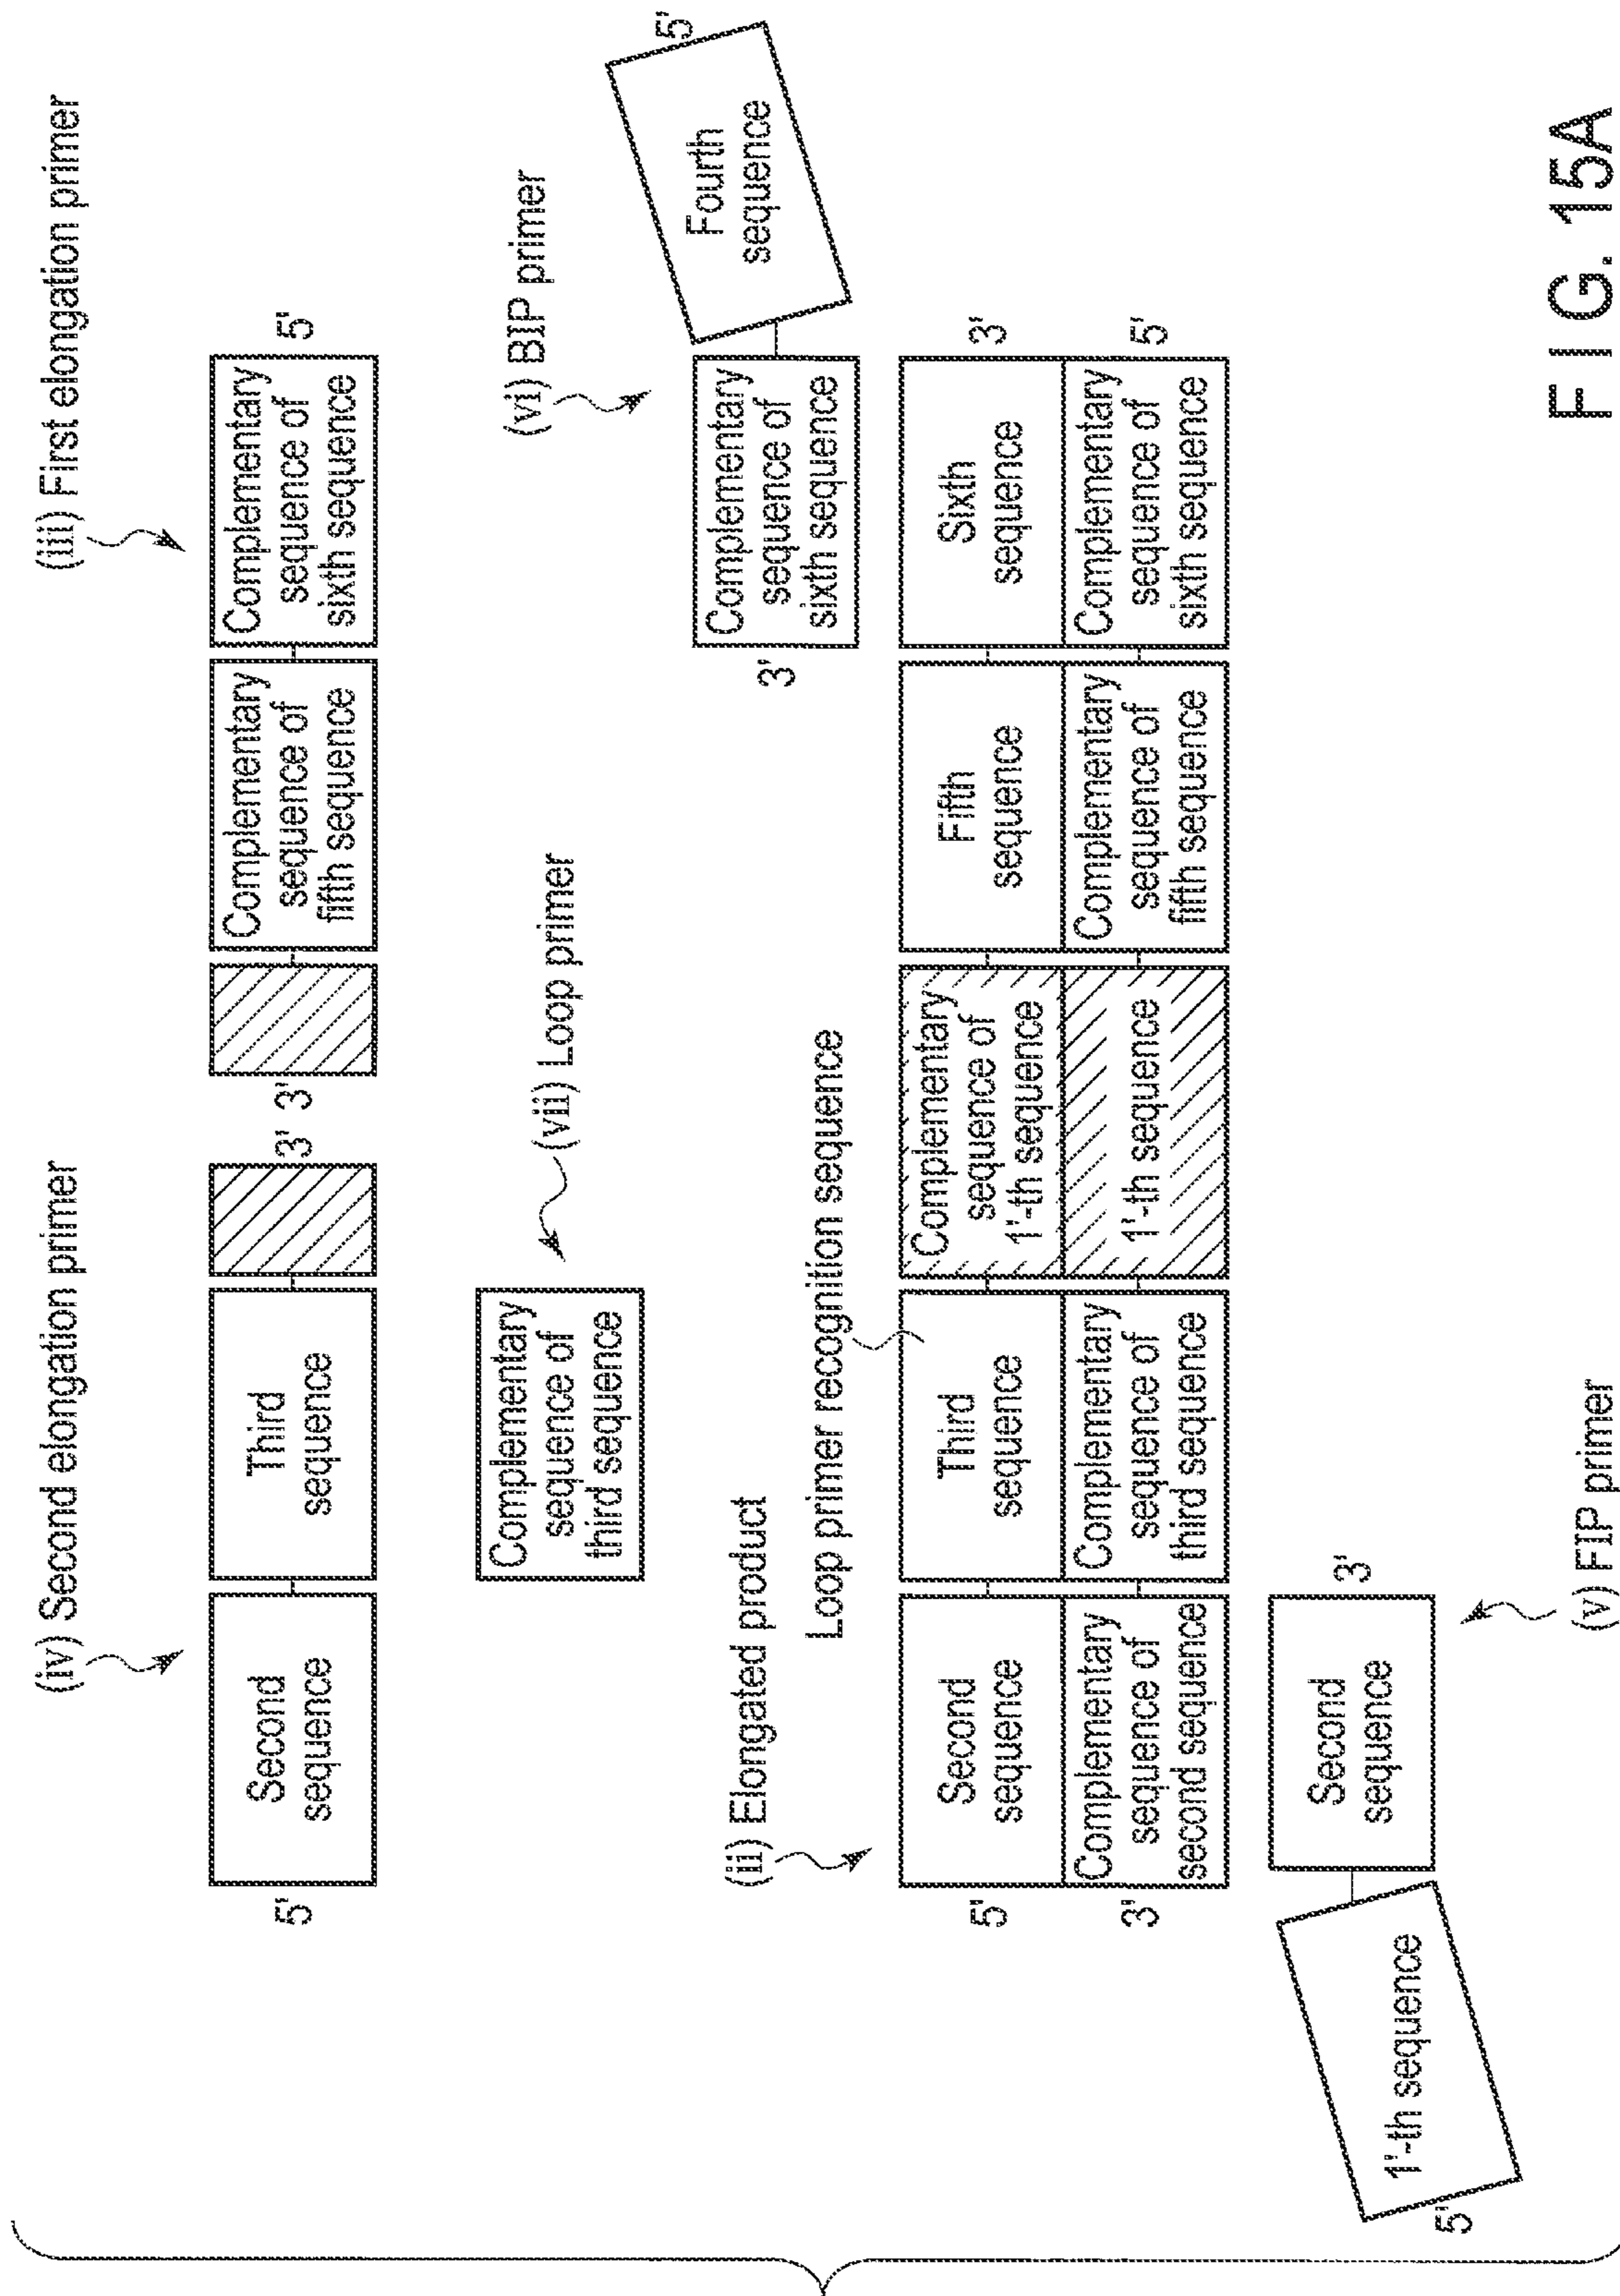 (iv) Second elongation primer
(iii) First elongation primer
5'
Second
sequence
Third
sequence
3'
3'
Complementary
sequence of
fifth sequence
Complementary
sequence of
sixth sequence
5'
Complementary
sequence of
third sequence
(vii) Loop primer
(vi) BIP primer
3'
Complementary
sequence of
sixth sequence
Fourth
sequence
5'
(ii) Elongated product
Loop primer recognition sequence
5'
Second
sequence
Third
sequence
Complementary
sequence of
1'-th sequence
Fifth
sequence
Sixth
sequence
3'
3'
Complementary
sequence of
second sequence
Complementary
sequence of
third sequence
1'-th sequence
Complementary
sequence of
fifth sequence
Complementary
sequence of
sixth sequence
5'
5'
1'-th sequence
Second
sequence
3'
(v) FIP primer
FIG. 15A